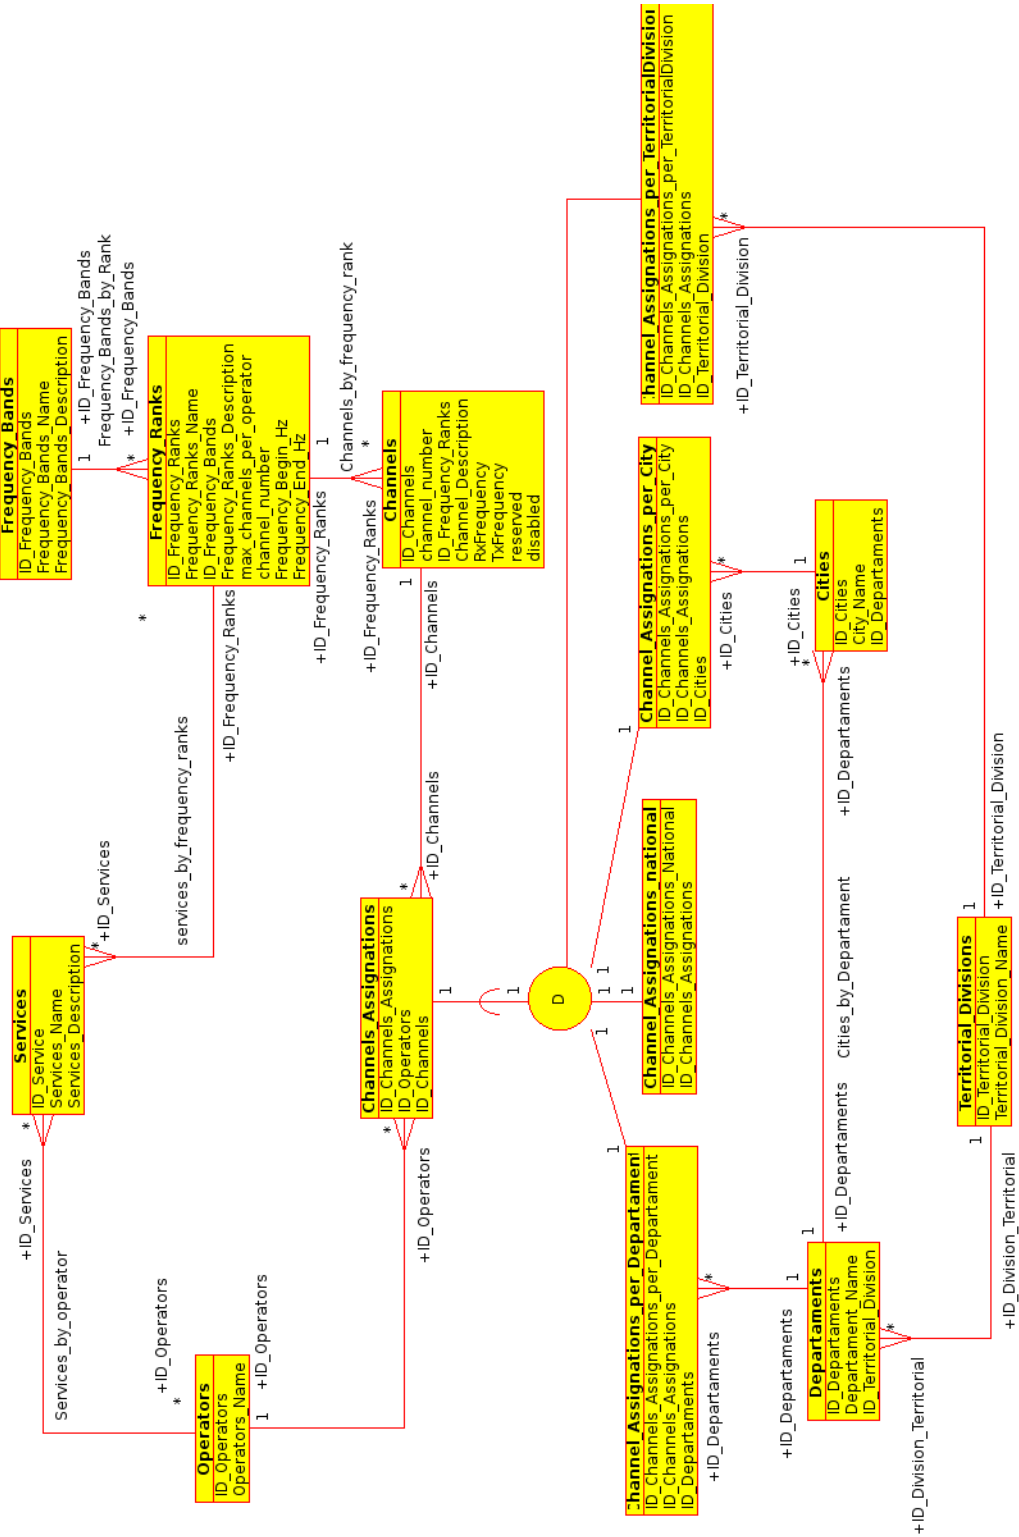 Frequency_Bands
ID_Frequency_Bands
Frequency_Bands_Name
Frequency_Bands_Description
1
+ID_Frequency_Bands
Frequency_Bands_by_Rank
+ID_Frequency_Bands
*
Services
ID_Service
Services_Name
Services_Description
*
+ID_Services
*
+ID_Services
Services_by_operator
services_by_frequency_ranks
*
+ID_Frequency_Ranks
Frequency_Ranks
ID_Frequency_Ranks
Frequency_Ranks_Name
ID_Frequency_Bands
Frequency_Ranks_Description
max_channels_per_operator
channel_number
Frequency_Begin_Hz
Frequency_End_Hz
+ID_Operators
*
Operators
ID_Operators
Operators_Name
1
+ID_Operators
+ID_Frequency_Ranks
1
Channels_by_frequency_rank
+ID_Frequency_Ranks
*
Channels
ID_Channels
channel_number
ID_Frequency_Ranks
Channel_Description
RxFrequency
TxFrequency
reserved
disabled
1
+ID_Channels
*
+ID_Channels
Channels_Assignations
ID_Channels_Assignations
ID_Operators
ID_Channels
*
+ID_Operators
1
1
D
1
1
1
1
1
1
hannel_Assignations_per_Departament
ID_Channels_Assignations_per_Departament
ID_Channels_Assignations
ID_Departaments
*
+ID_Departaments
Channel_Assignations_national
ID_Channels_Assignations_National
ID_Channels_Assignations
Channel_Assignations_per_City
ID_Channels_Assignations_per_City
ID_Channels_Assignations
ID_Cities
*
+ID_Cities
hannel_Assignations_per_TerritorialDivisio
ID_Channels_Assignations_per_TerritorialDivision
ID_Channels_Assignations
ID_Territorial_Division
*
+ID_Territorial_Division
+ID_Departaments
1
+ID_Cities
1
*
Departaments
ID_Departaments
Departament_Name
ID_Territorial_Division
1
+ID_Departaments
Cities_by_Departament
+ID_Departaments
Cities
ID_Cities
City_Name
ID_Departaments
*
+ID_Division_Territorial
Territorial_Divisions
ID_Territorial_Division
Territorial_Division_Name
1
+ID_Division_Territorial
1
+ID_Territorial_Division